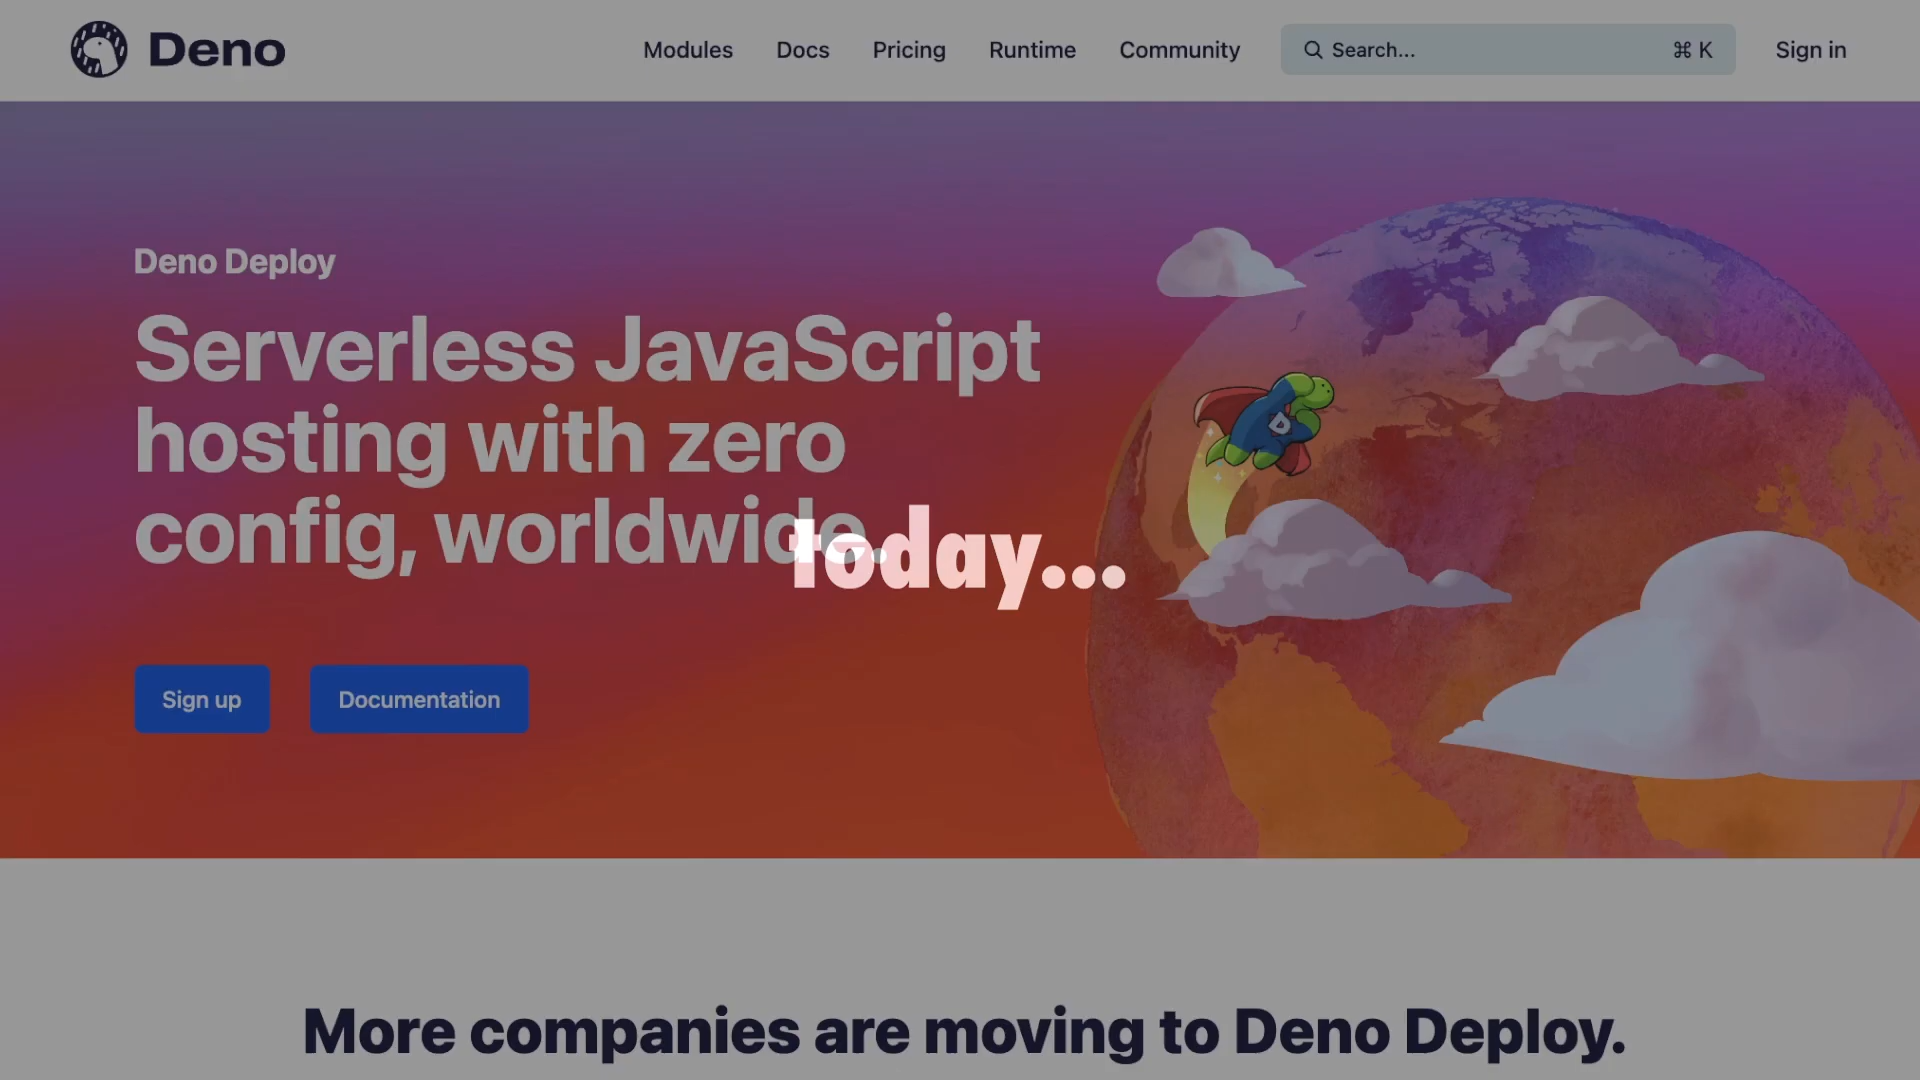 Deno
Modules
Docs
Pricing
Runtime
Community
Search...
⌘ K
Sign in
Deno Deploy
Serverless JavaScript
hosting with zero
config, worldwide.
today...
D
Sign up
Documentation
More companies are moving to Deno Deploy.